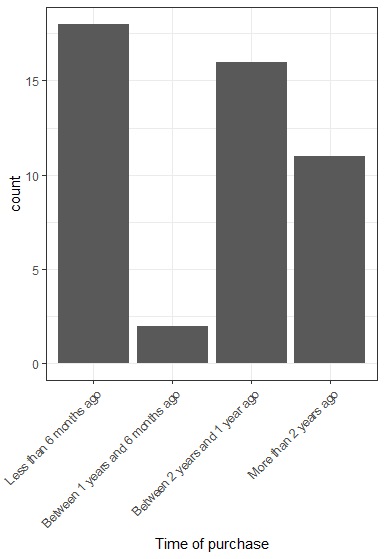 15
10
5
0
count
Less than 6 months ago
Between 1 years and 6 months ago
Between 2 years and 1 year ago
More than 2 years ago
Time of purchase